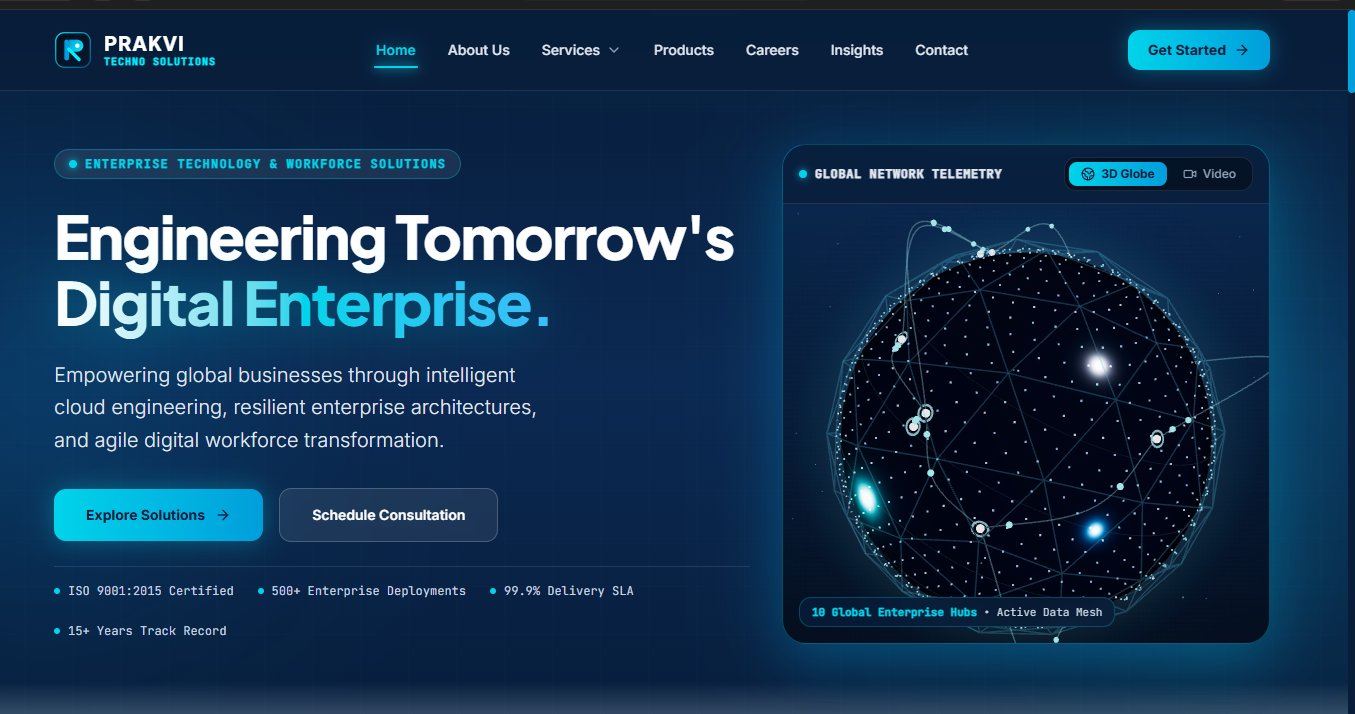 PRAKVI
TECHNO SOLUTIONS
Home
About Us
Services
Products
Careers
Insights
Contact
Get Started →
ENTERPRISE TECHNOLOGY & WORKFORCE SOLUTIONS
Engineering Tomorrow's
Digital Enterprise.
Empowering global businesses through intelligent
cloud engineering, resilient enterprise architectures,
and agile digital workforce transformation.
Explore Solutions →
Schedule Consultation
ISO 9001:2015 Certified
500+ Enterprise Deployments
99.9% Delivery SLA
15+ Years Track Record
GLOBAL NETWORK TELEMETRY
3D Globe
Video
10 Global Enterprise Hubs • Active Data Mesh